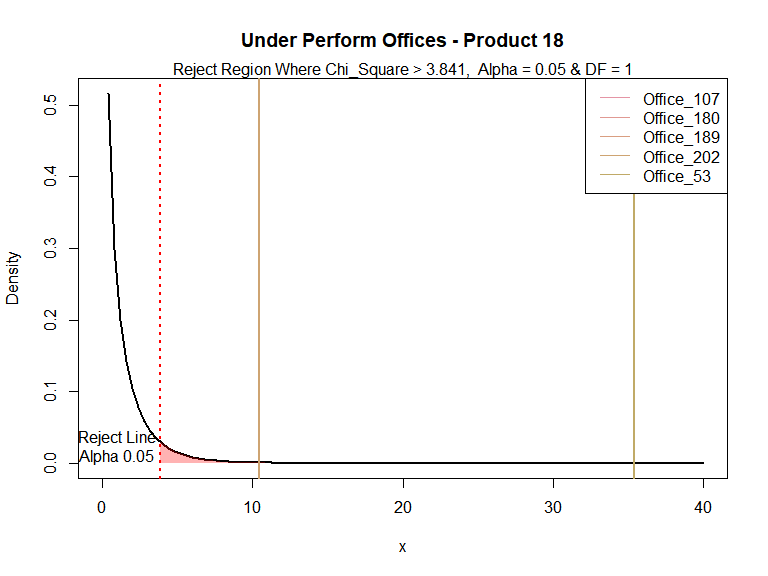 Under Perform Offices - Product 18
Reject Region Where Chi_Square > 3.841,  Alpha = 0.05 & DF = 1
Office_107
Office_180
Office_189
Office_202
Office_53
Density
0.5
0.4
0.3
0.2
0.1
0.0
Reject Line
Alpha 0.05
0
10
20
30
40
x